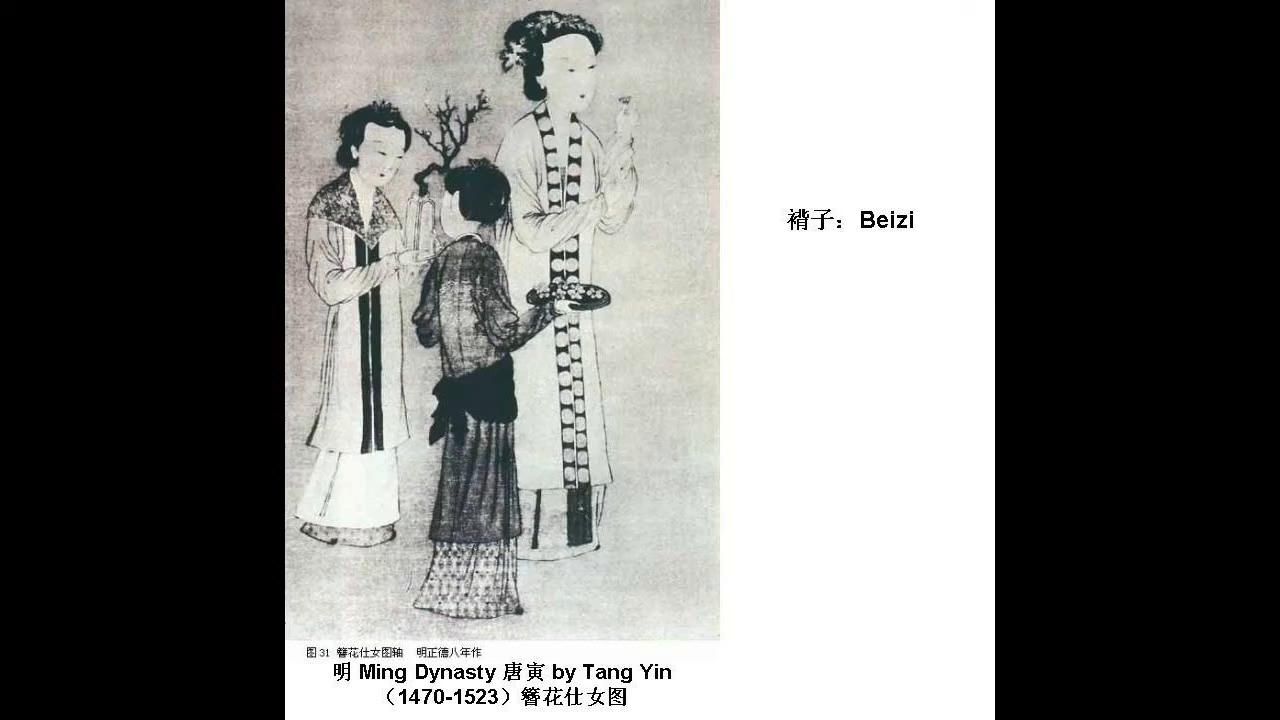 褙子：Beizi
图31 簪花仕女图轴 明正德八年作
明 Ming Dynasty 唐寅 by Tang Yin
（1470-1523）簪花仕女图